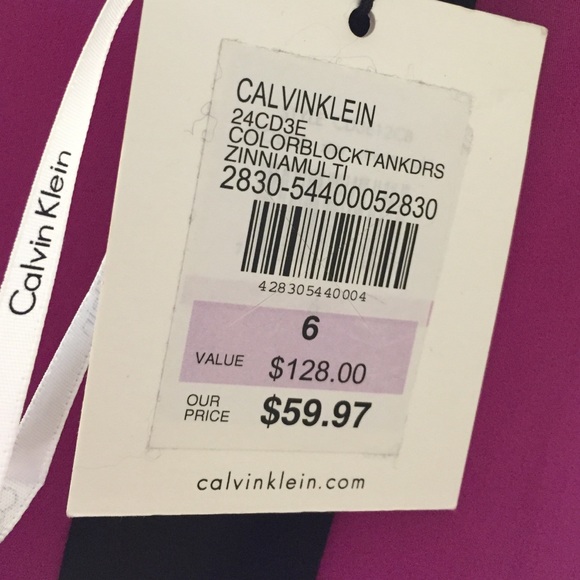 Calvin Klein
CALVINKLEIN
24CD3E
COLORBLOCKTANKDRS
ZINNIAMULTI
2830-54400052830
428305440004
6
VALUE $128.00
OUR PRICE $59.97
calvinklein.com